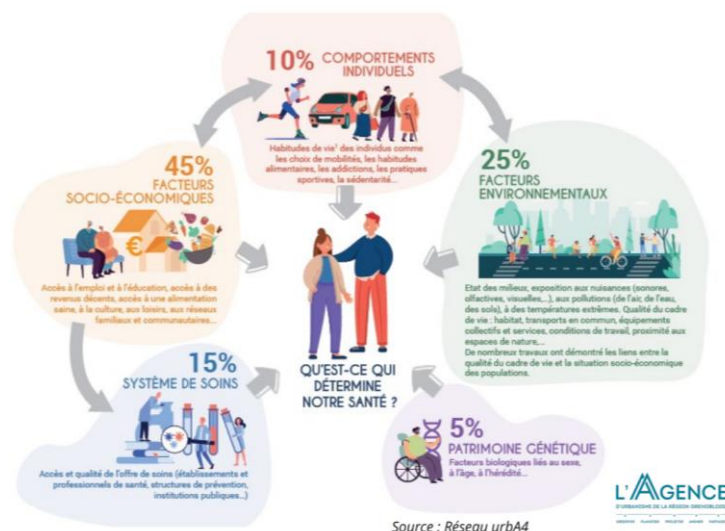 10% COMPORTEMENTS
INDIVIDUELS
Habitudes de vie¹ des individus comme
les choix de mobilités, les habitudes
alimentaires, les addictions, les pratiques
sportives, la sédentarité...
45%
FACTEURS
SOCIO-ÉCONOMIQUES
Accès à l'emploi et à l'éducation, accès à des
revenus décents, accès à une alimentation
saine, à la culture, aux loisirs, aux réseaux
familiaux et communautaires...
25%
FACTEURS
ENVIRONNEMENTAUX
Etat des milieux, exposition aux nuisances (sonores,
olfactives, visuelles,...), aux pollutions (de l'air, de l'eau,
des sols), à des températures extrêmes. Qualité du cadre
de vie : habitat, transports en commun, équipements
collectifs et services, conditions de travail, proximité aux
espaces de nature,...
De nombreux travaux ont démontré les liens entre la
qualité du cadre de vie et la situation socio-économique
des populations.
QU'EST-CE QUI
DÉTERMINE
NOTRE SANTÉ ?
15%
SYSTÈME DE SOINS
Accès et qualité de l'offre de soins (établissements et
professionnels de santé, structures de prévention,
institutions publiques...)
5%
PATRIMOINE GÉNÉTIQUE
Facteurs biologiques liés au sexe,
à l'âge, à l'hérédité...
L'AGENCE
D'URBANISME DE LA RÉGION GRENOBLOISE
Source : Réseau urbA4